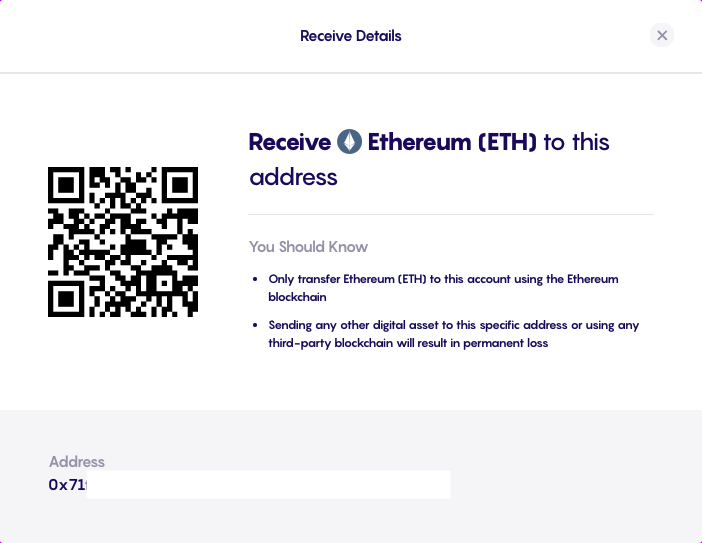 Receive Details
Receive Ethereum (ETH) to this
address
You Should Know
• Only transfer Ethereum (ETH) to this account using the Ethereum
blockchain
• Sending any other digital asset to this specific address or using any
third-party blockchain will result in permanent loss
Address
0x71